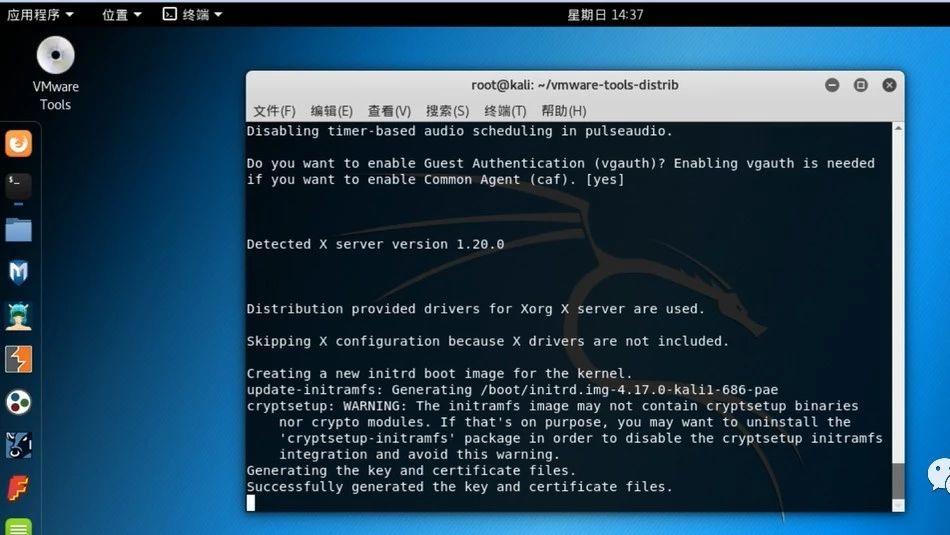 应用程序 位置 终端 星期日 14:37
VMware
Tools
root@kali: ~/vmware-tools-distrib
文件(F) 编辑(E) 查看(V) 搜索(S) 终端(T) 帮助(H)
Disabling timer-based audio scheduling in pulseaudio.
Do you want to enable Guest Authentication (vgauth)? Enabling vgauth is needed
if you want to enable Common Agent (caf). [yes]
Detected X server version 1.20.0
Distribution provided drivers for Xorg X server are used.
Skipping X configuration because X drivers are not included.
Creating a new initrd boot image for the kernel.
update-initramfs: Generating /boot/initrd.img-4.17.0-kali1-686-pae
cryptsetup: WARNING: The initramfs image may not contain cryptsetup binaries
nor crypto modules. If that's on purpose, you may want to uninstall the
'cryptsetup-initramfs' package in order to disable the cryptsetup initramfs
integration and avoid this warning.
Generating the key and certificate files.
Successfully generated the key and certificate files.